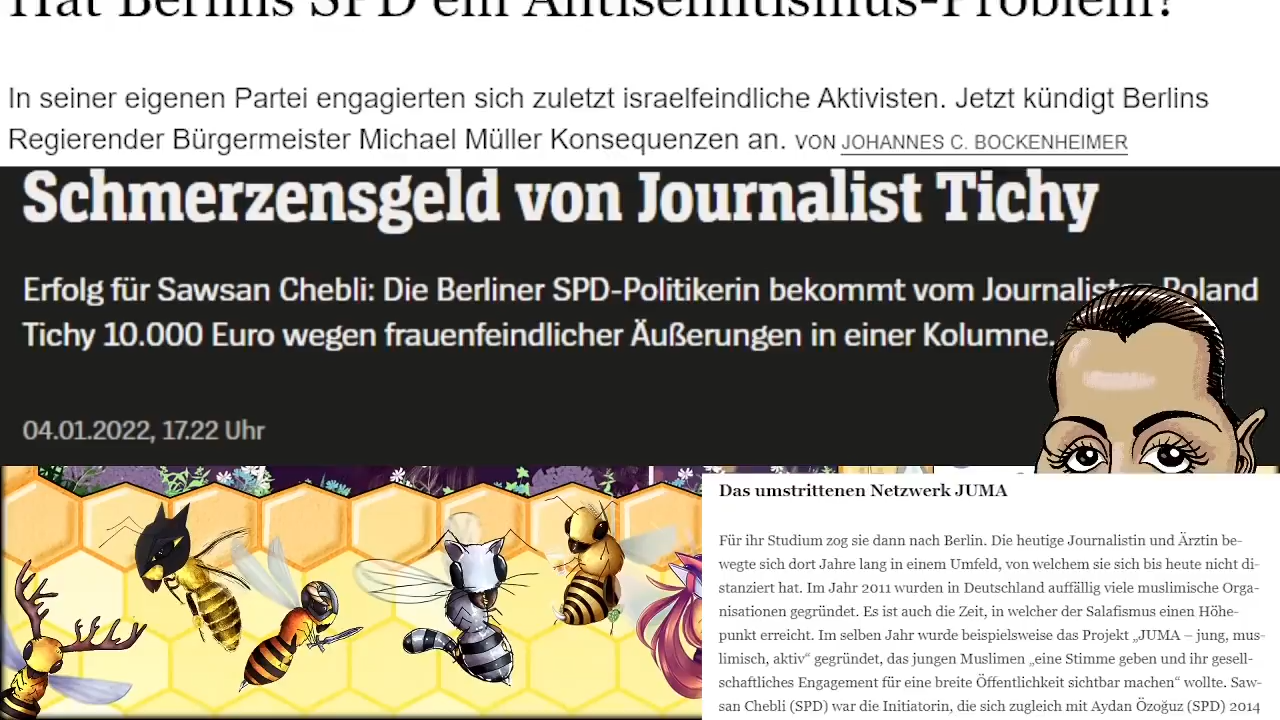 Hat Berlins SPD ein Antisemitismus-Problem?
In seiner eigenen Partei engagierten sich zuletzt israelfeindliche Aktivisten. Jetzt kündigt Berlins
Regierender Bürgermeister Michael Müller Konsequenzen an. VON JOHANNES C. BOCKENHEIMER
Schmerzensgeld von Journalist Tichy
Erfolg für Sawsan Chebli: Die Berliner SPD-Politikerin bekommt vom Journalisten Roland
Tichy 10.000 Euro wegen frauenfeindlicher Äußerungen in einer Kolumne.
04.01.2022, 17.22 Uhr
Das umstrittenen Netzwerk JUMA
Für ihr Studium zog sie dann nach Berlin. Die heutige Journalistin und Ärztin be-
wegte sich dort Jahre lang in einem Umfeld, von welchem sie sich bis heute nicht di-
stanziert hat. Im Jahr 2011 wurden in Deutschland auffällig viele muslimische Orga-
nisationen gegründet. Es ist auch die Zeit, in welcher der Salafismus einen Höhe-
punkt erreicht. Im selben Jahr wurde beispielsweise das Projekt „JUMA – jung, mus-
limisch, aktiv“ gegründet, das jungen Muslimen „eine Stimme geben und ihr gesell-
schaftliches Engagement für eine breite Öffentlichkeit sichtbar machen“ wollte. Saw-
san Chebli (SPD) war die Initiatorin, die sich zugleich mit Aydan Özoğuz (SPD) 2014